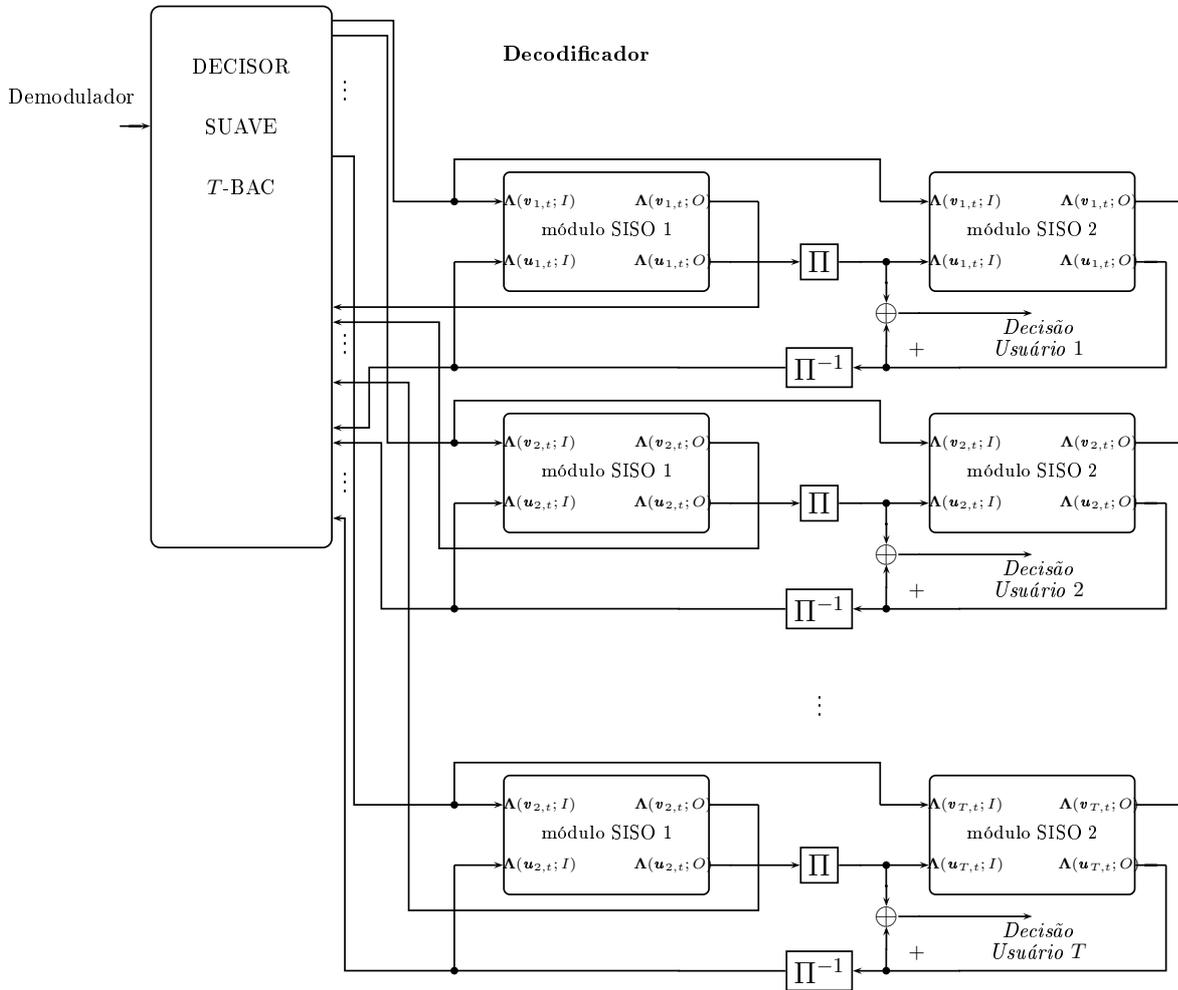 Decodificador
DECISOR
SUAVE
T-BAC
⋮
Demodulador
Λ(v1,t; I) Λ(v1,t; O)
módulo SISO 1
Λ(u1,t; I) Λ(u1,t; O)
∏
Λ(v1,t; I) Λ(v1,t; O)
módulo SISO 2
Λ(u1,t; I) Λ(u1,t; O)
⋮
∏⁻¹
+
Decisão
Usuário 1
Λ(v2,t; I) Λ(v2,t; O)
módulo SISO 1
Λ(u2,t; I) Λ(u2,t; O)
∏
Λ(v2,t; I) Λ(v2,t; O)
módulo SISO 2
Λ(u2,t; I) Λ(u2,t; O)
⋮
∏⁻¹
+
Decisão
Usuário 2
⋮
Λ(v2,t; I) Λ(v2,t; O)
módulo SISO 1
Λ(u2,t; I) Λ(u2,t; O)
∏
Λ(vT,t; I) Λ(vT,t; O)
módulo SISO 2
Λ(uT,t; I) Λ(uT,t; O)
∏⁻¹
+
Decisão
Usuário T